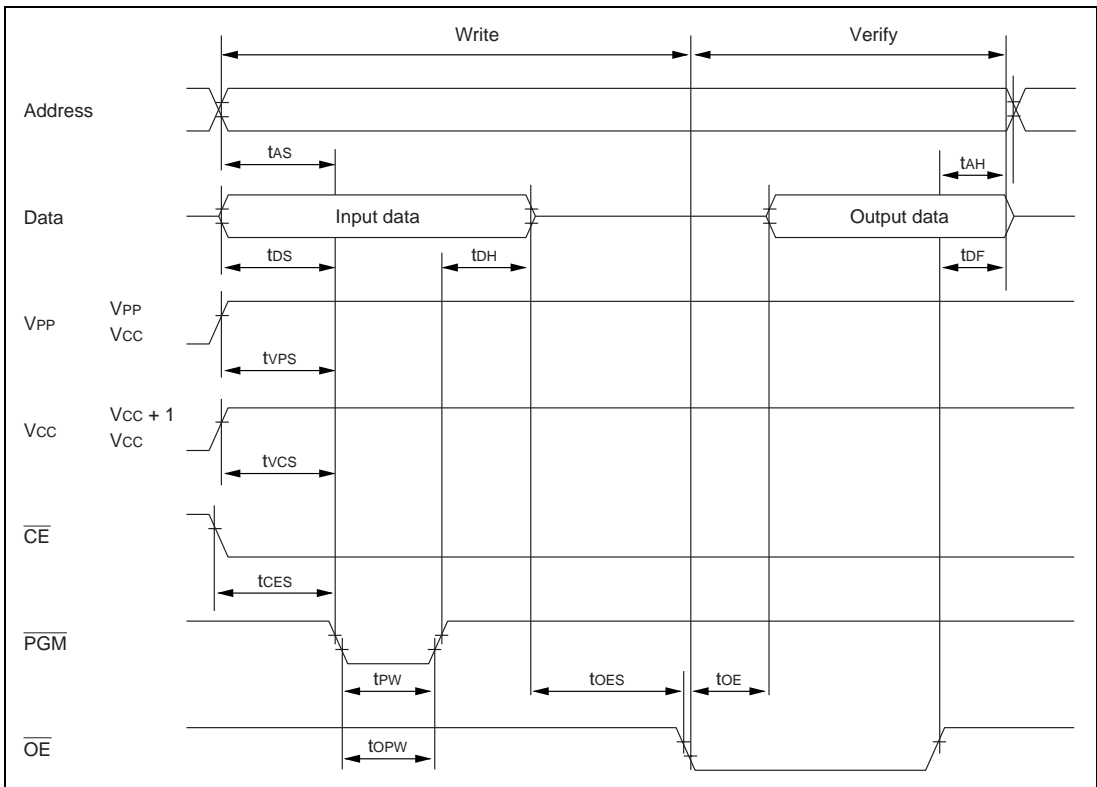 Write Verify
Address
tAS tAH
Data Input data Output data
tDS tDH tDF
VPP VPP
VCC
tVPS
VCC VCC + 1
VCC
tVCS
CE
tCES
PGM
tPW tOES tOE
OE tOPW